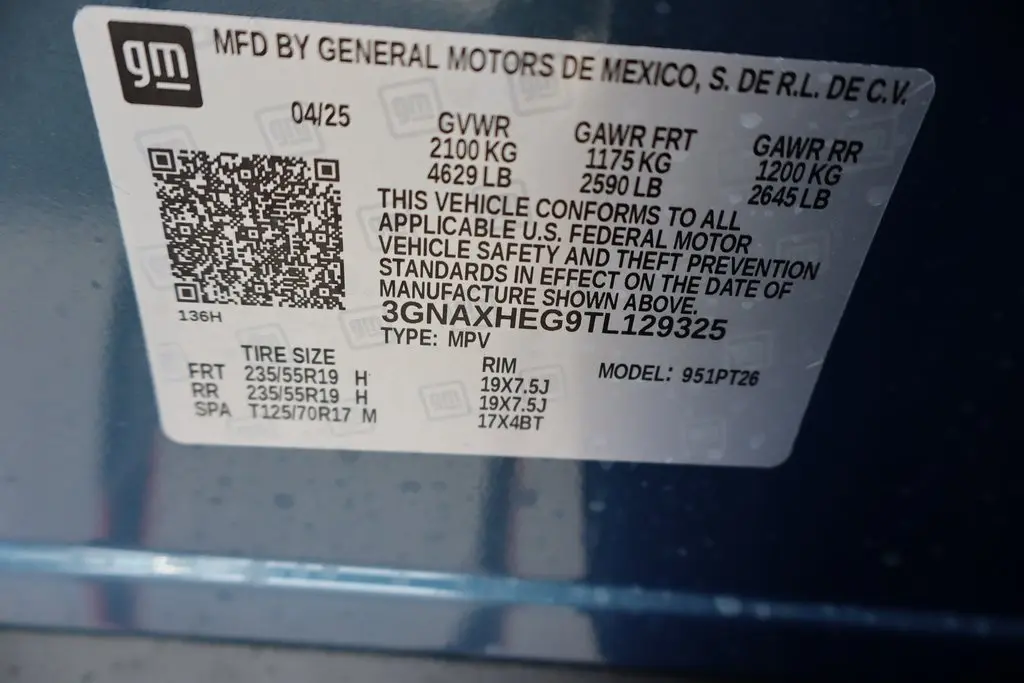 gm
MFD BY GENERAL MOTORS DE MEXICO, S. DE R.L. DE C.V.
04/25
GVWR GAWR FRT GAWR RR
2100 KG 1175 KG 1200 KG
4629 LB 2590 LB 2645 LB
THIS VEHICLE CONFORMS TO ALL
APPLICABLE U.S. FEDERAL MOTOR
VEHICLE SAFETY AND THEFT PREVENTION
STANDARDS IN EFFECT ON THE DATE OF
MANUFACTURE SHOWN ABOVE.
136H
3GNAXHEG9TL129325
TYPE: MPV
TIRE SIZE RIM MODEL: 951PT26
FRT 235/55R19 H 19X7.5J
RR 235/55R19 H 19X7.5J
SPA T125/70R17 M 17X4BT